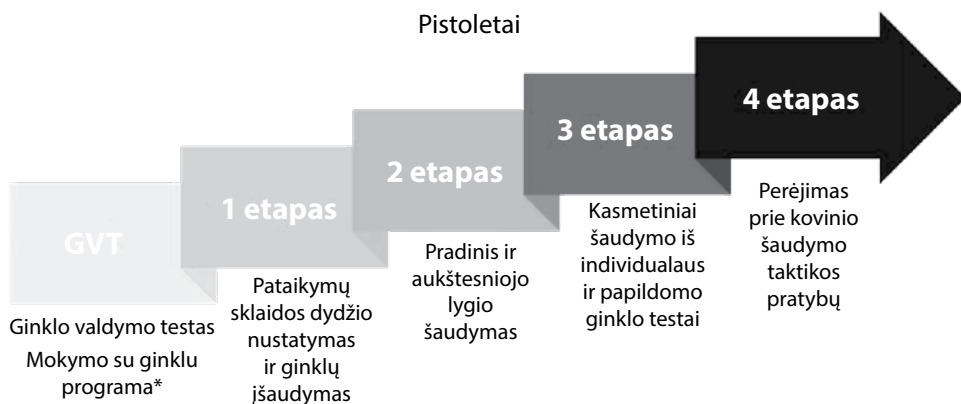 Pistoletai
GVT
Ginklo valdymo testas
Mokymo su ginklu
programa*
1 etapas
Pataikymų
sklaidos dydžio
nustatymas
ir ginklų
įšaudymas
2 etapas
Pradinis ir
aukštesniojo
lygio
šaudymas
3 etapas
Kasmetiniai
šaudymo iš
individualaus
ir papildomo
ginklo testai
4 etapas
Perėjimas
prie kovinio
šaudymo
taktikos
pratybų